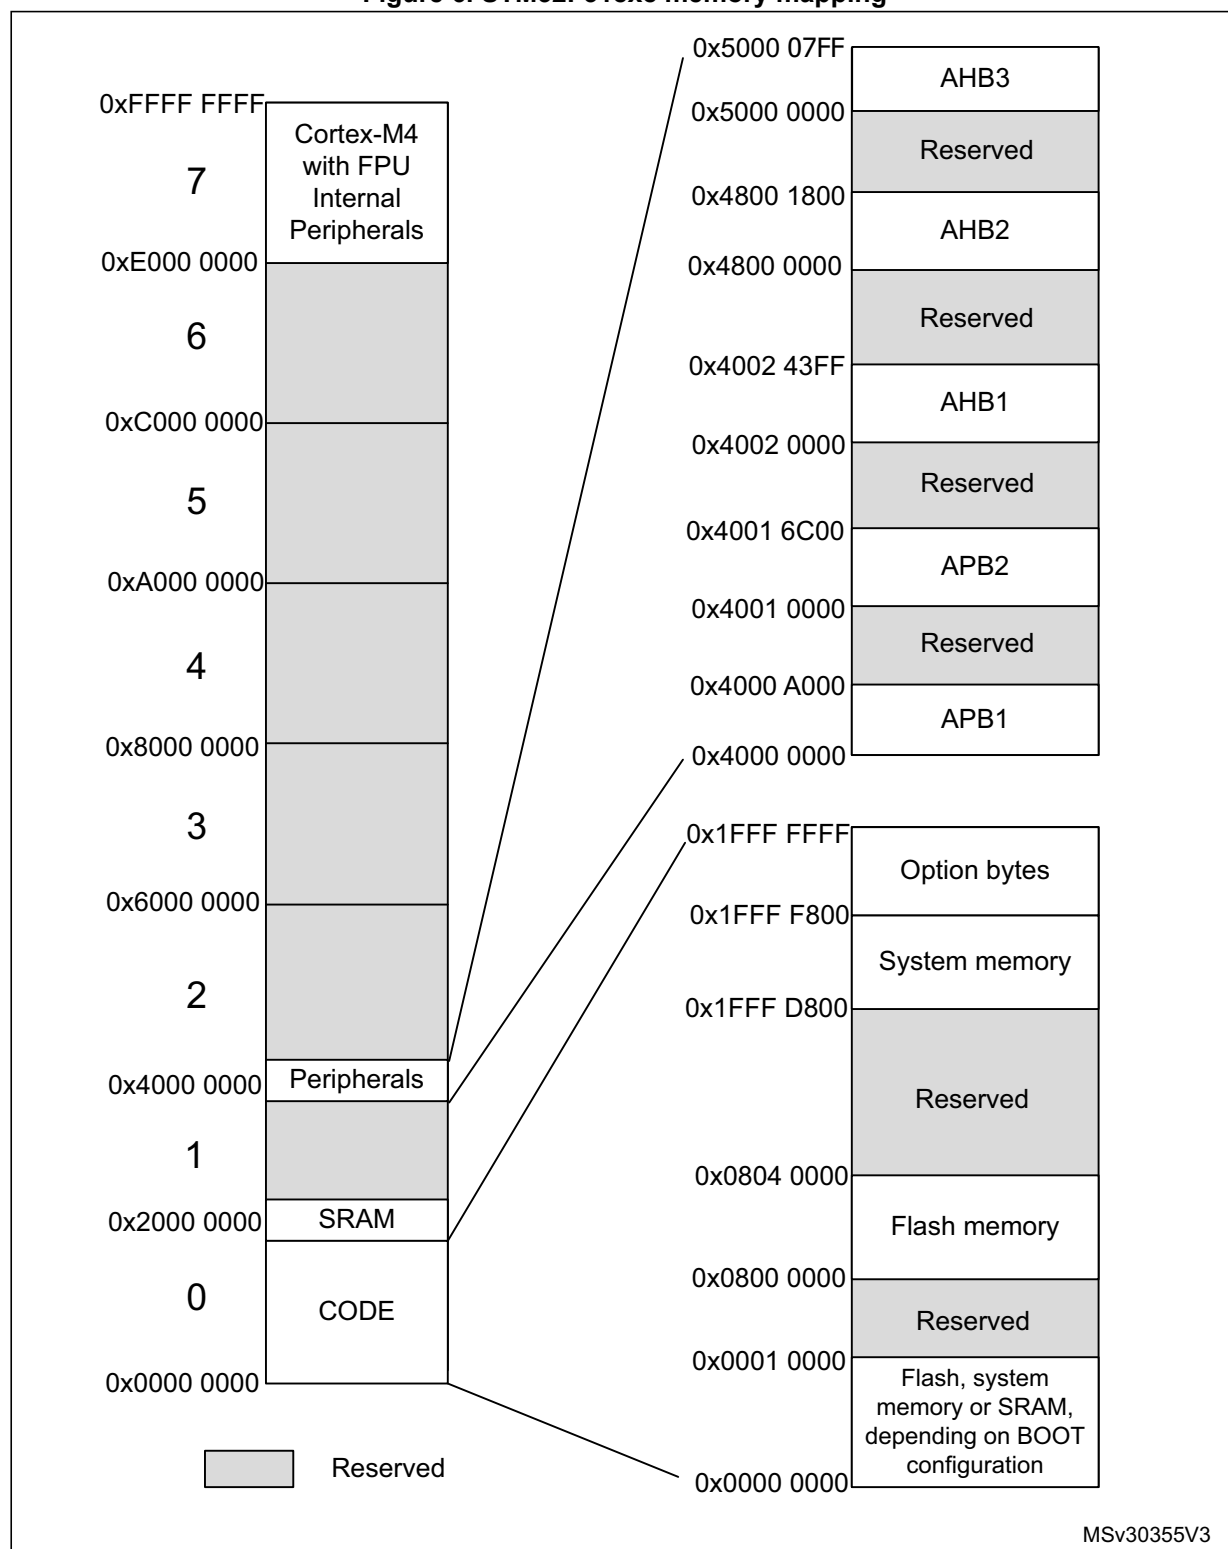 0xFFFF FFFF
Cortex-M4
with FPU
Internal
Peripherals
7
0xE000 0000
6
0xC000 0000
5
0xA000 0000
4
0x8000 0000
3
0x6000 0000
2
0x4000 0000
Peripherals
1
0x2000 0000
SRAM
0
CODE
0x0000 0000
Reserved
0x5000 07FF
AHB3
0x5000 0000
Reserved
0x4800 1800
AHB2
0x4800 0000
Reserved
0x4002 43FF
AHB1
0x4002 0000
Reserved
0x4001 6C00
APB2
0x4001 0000
Reserved
0x4000 A000
APB1
0x4000 0000
0x1FFF FFFF
Option bytes
0x1FFF F800
System memory
0x1FFF D800
Reserved
0x0804 0000
Flash memory
0x0800 0000
Reserved
0x0001 0000
Flash, system
memory or SRAM,
depending on BOOT
configuration
0x0000 0000
MSv30355V3